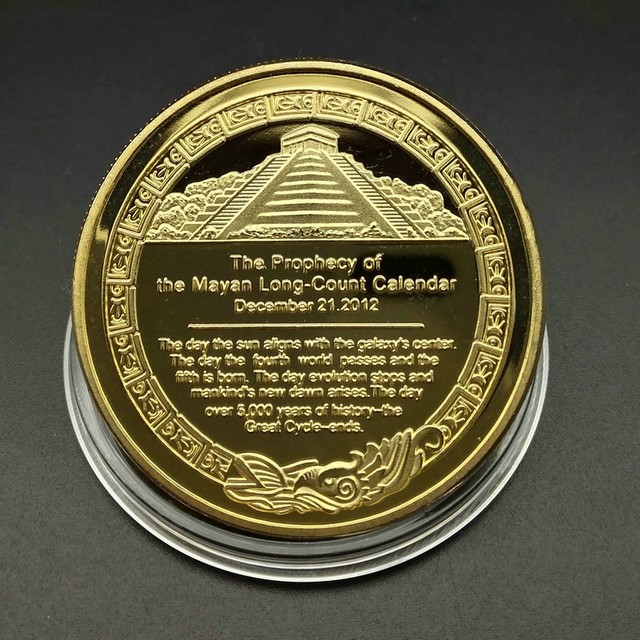 The Prophecy of
the Mayan Long-Count Calendar
December 21.2012
The day the sun aligns with the galaxy's center.
The day the fourth world passes and the
fifth is born. The day evolution stops and
mankind's new dawn arises. The day
over 5,000 years of history-the
Great Cycle-ends.